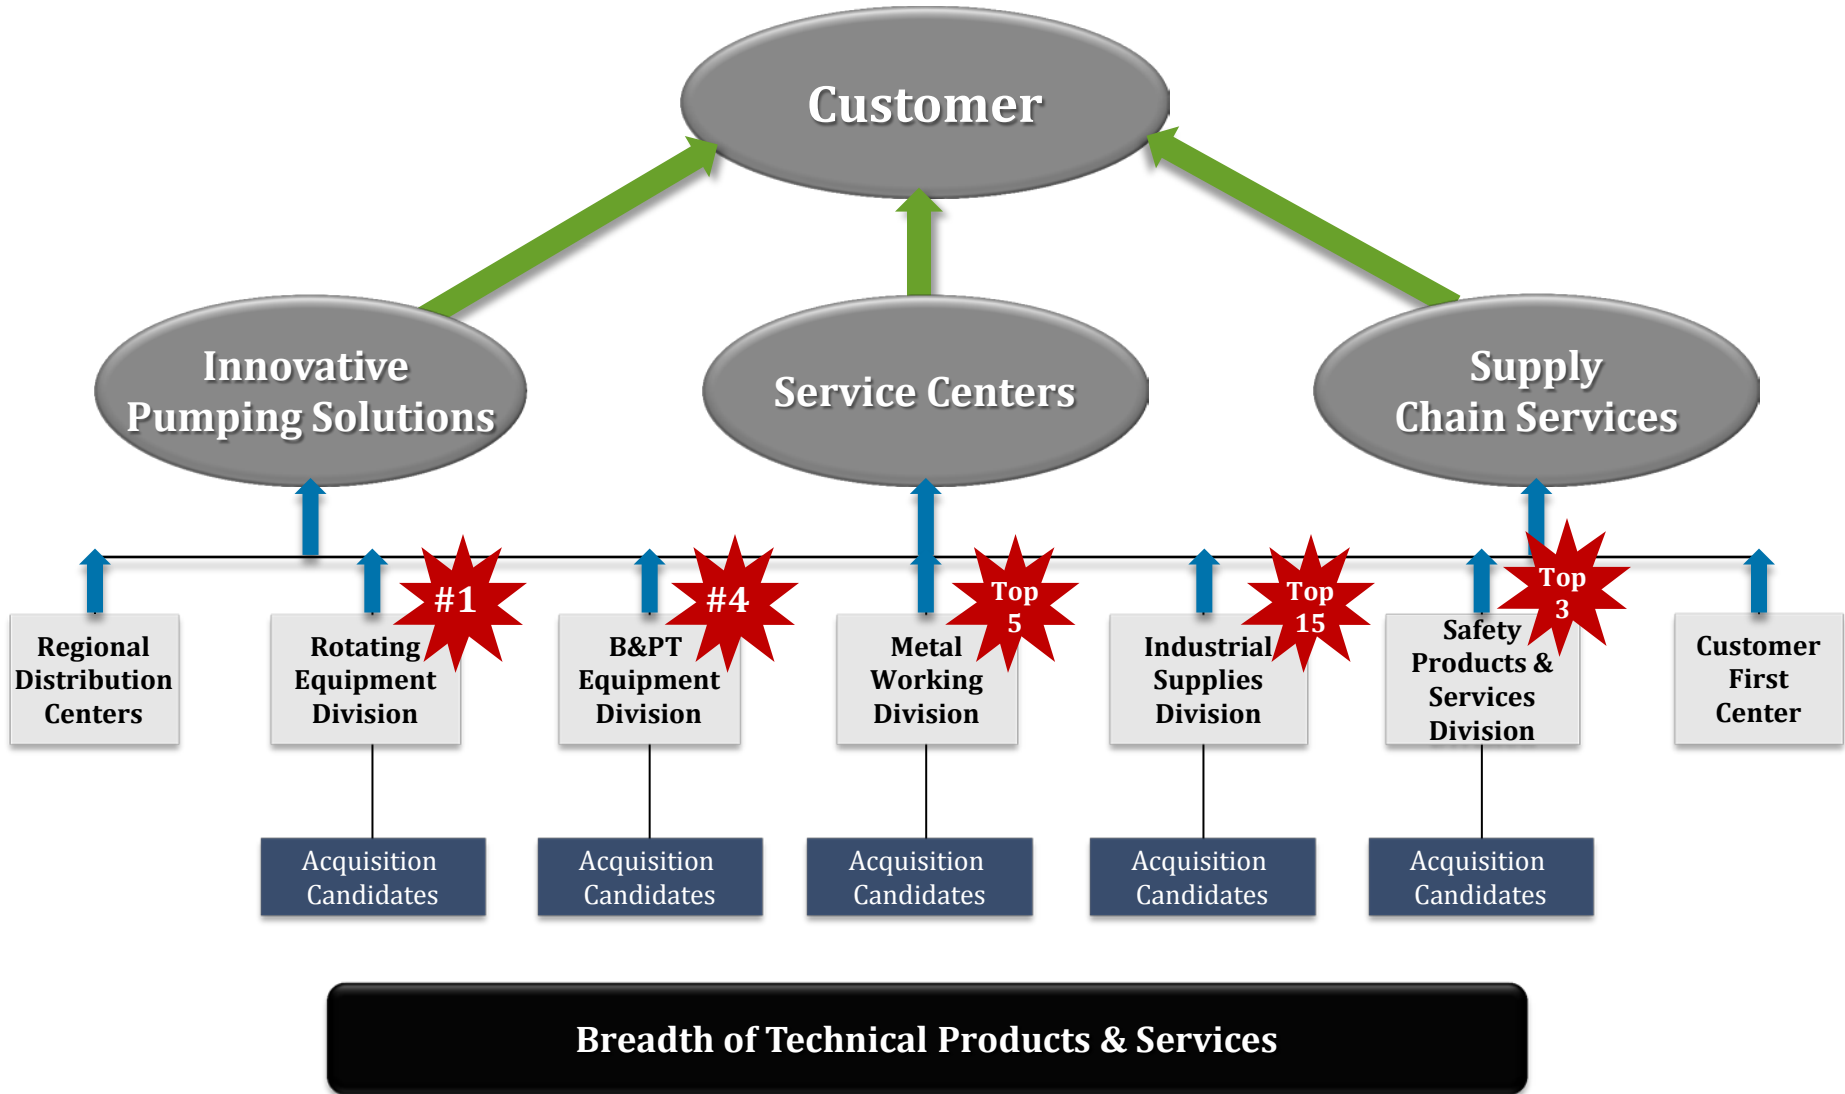 Customer
Innovative
Pumping Solutions
Service Centers
Supply
Chain Services
#1
#4
Top
5
Top
15
Top
3
Regional
Distribution
Centers
Rotating
Equipment
Division
B&PT
Equipment
Division
Metal
Working
Division
Industrial
Supplies
Division
Safety
Products &
Services
Division
Customer
First
Center
Acquisition
Candidates
Acquisition
Candidates
Acquisition
Candidates
Acquisition
Candidates
Acquisition
Candidates
Breadth of Technical Products & Services